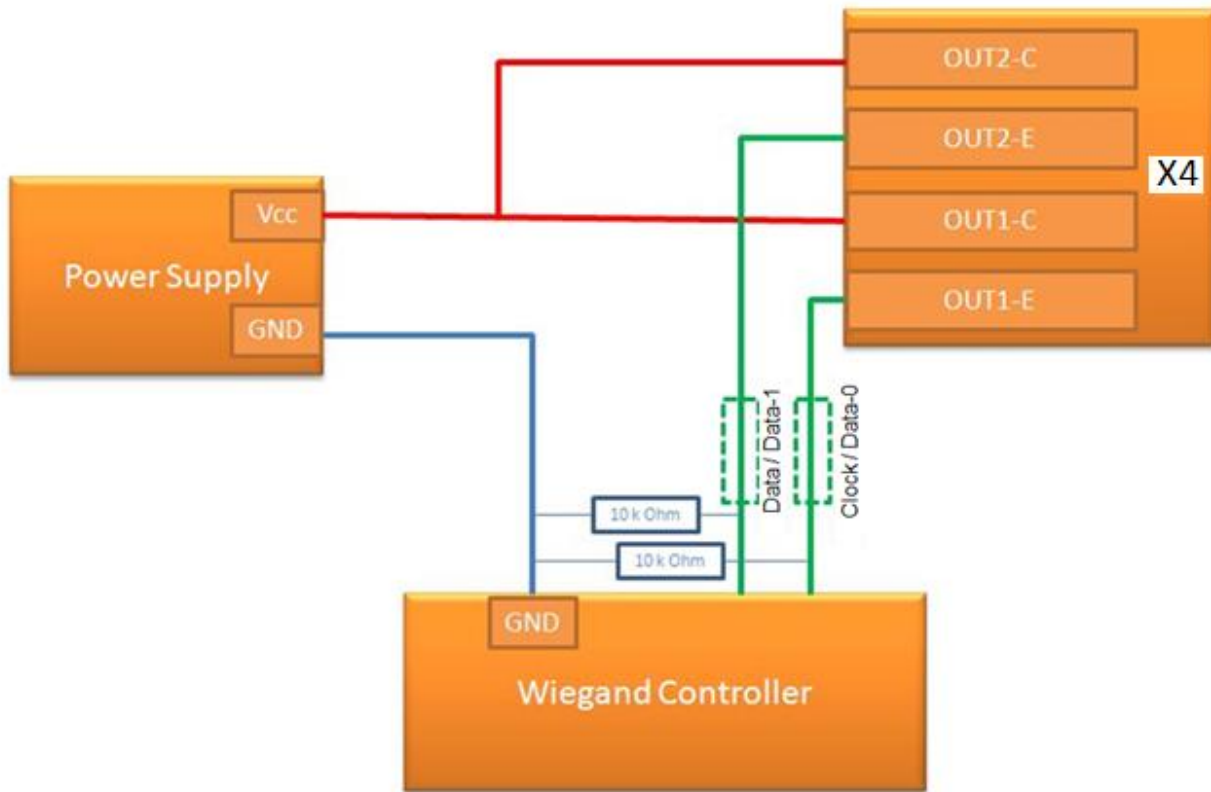 OUT2-C
OUT2-E
X4
Vcc
OUT1-C
Power Supply
OUT1-E
GND
Data / Data-1
Clock / Data-0
10 k Ohm
10 k Ohm
GND
Wiegand Controller